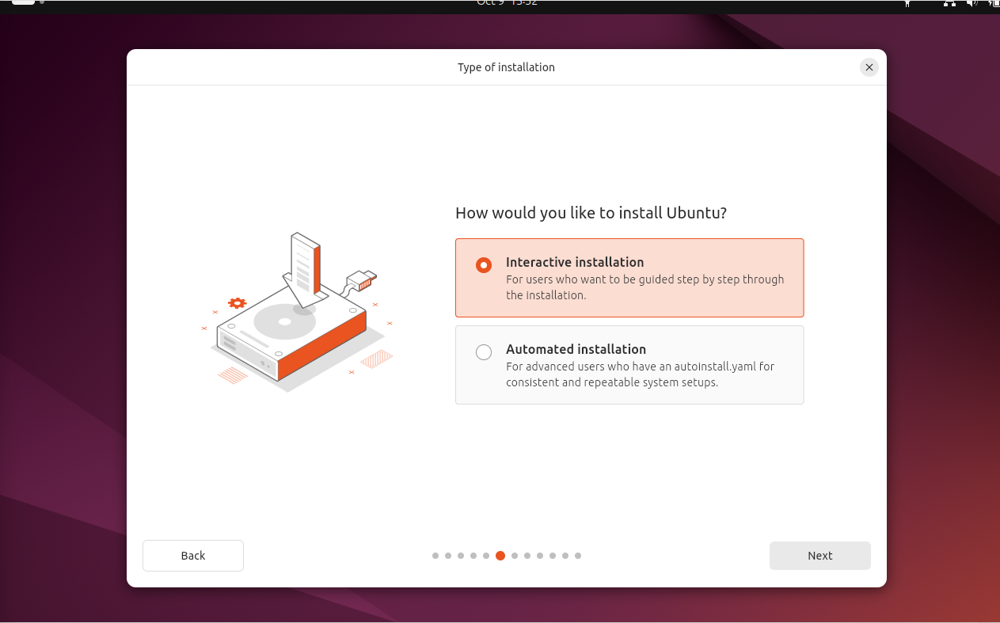 Oct 9 15:52
Type of installation
How would you like to install Ubuntu?
Interactive installation
For users who want to be guided step by step through
the installation.
Automated installation
For advanced users who have an autoinstall.yaml for
consistent and repeatable system setups.
Back
Next